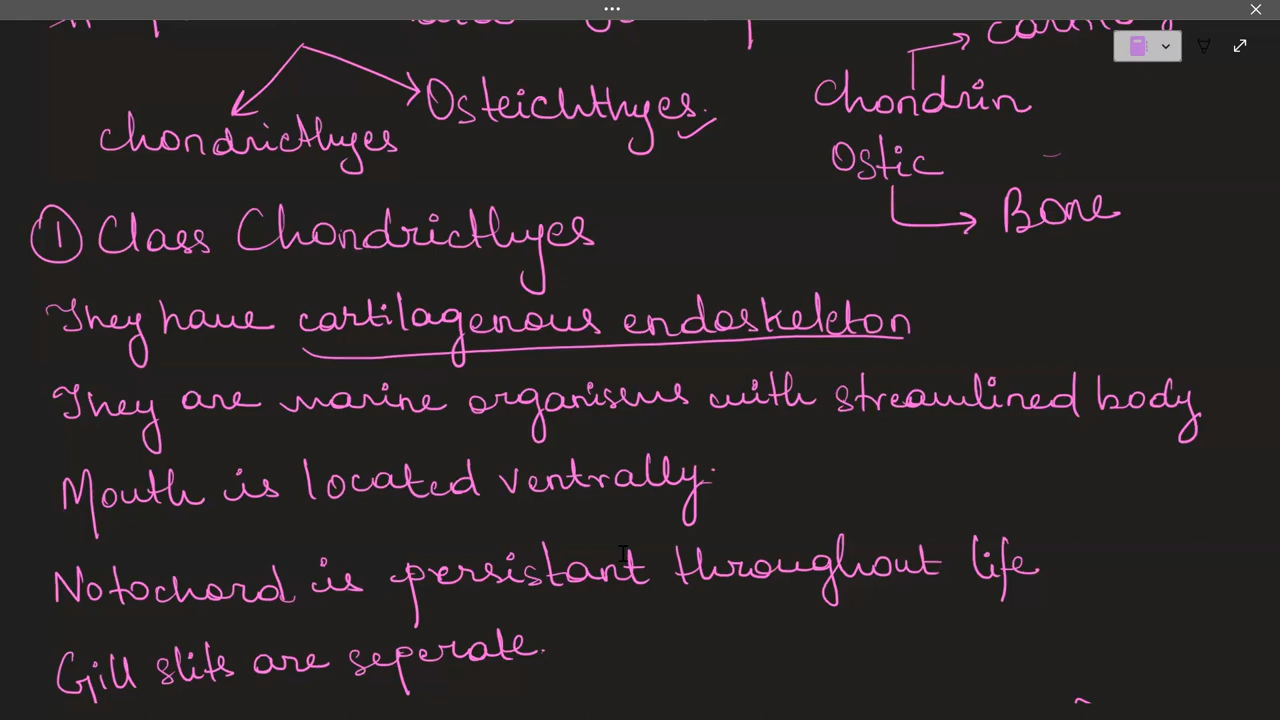 Chondrin
Osteichthyes.
chondricthyes
Ostic
Bone
① Class Chondricthyes
They have cartilagenous endoskeleton
They are marine organisms with streamlined body
Mouth is located ventrally.
Notochord is persistant throughout life
Gill slits are seperate.